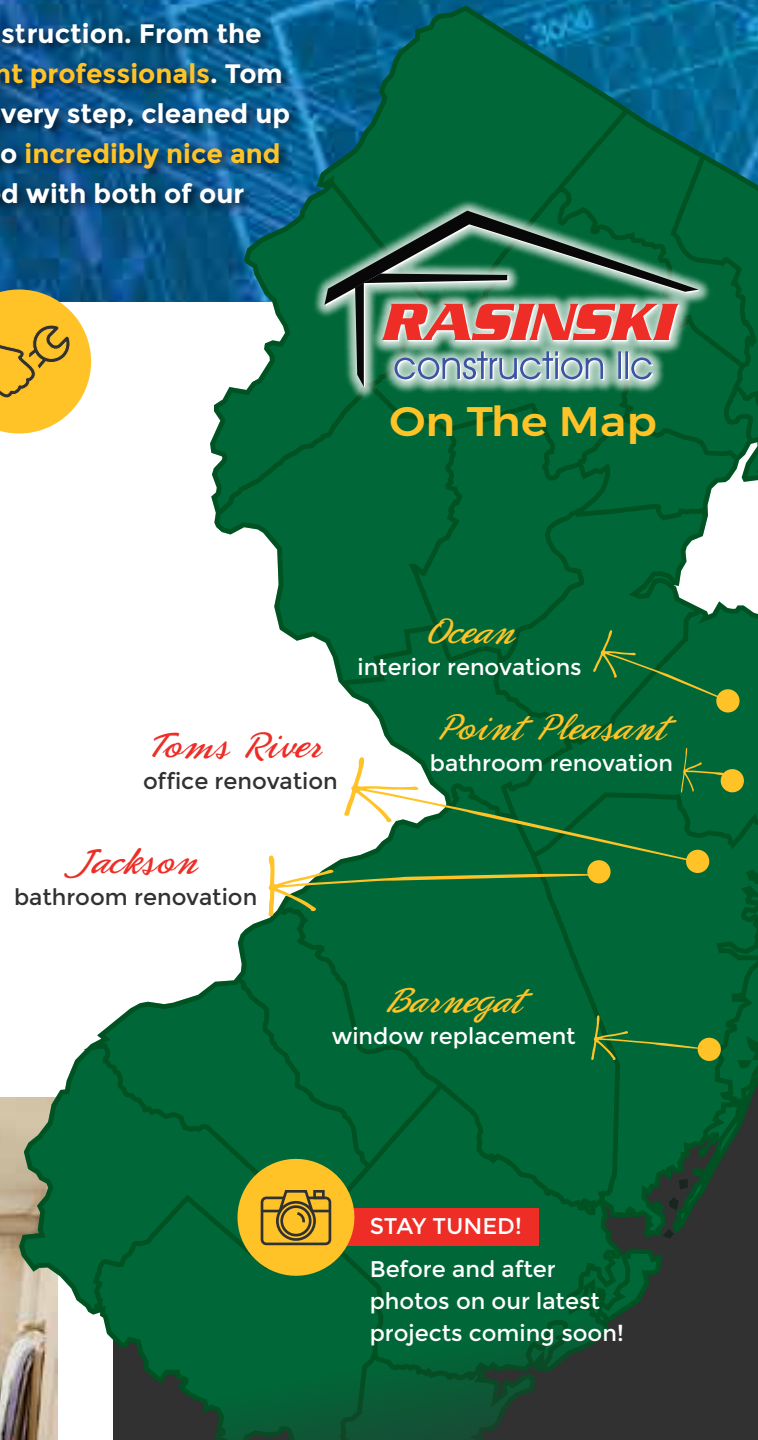 struction. From the
nt professionals. Tom
very step, cleaned up
o incredibly nice and
d with both of our
3000
RASINSKI
construction llc
On The Map
Ocean
interior renovations
Point Pleasant
bathroom renovation
Toms River
office renovation
Jackson
bathroom renovation
Barnegat
window replacement
STAY TUNED!
Before and after
photos on our latest
projects coming soon!